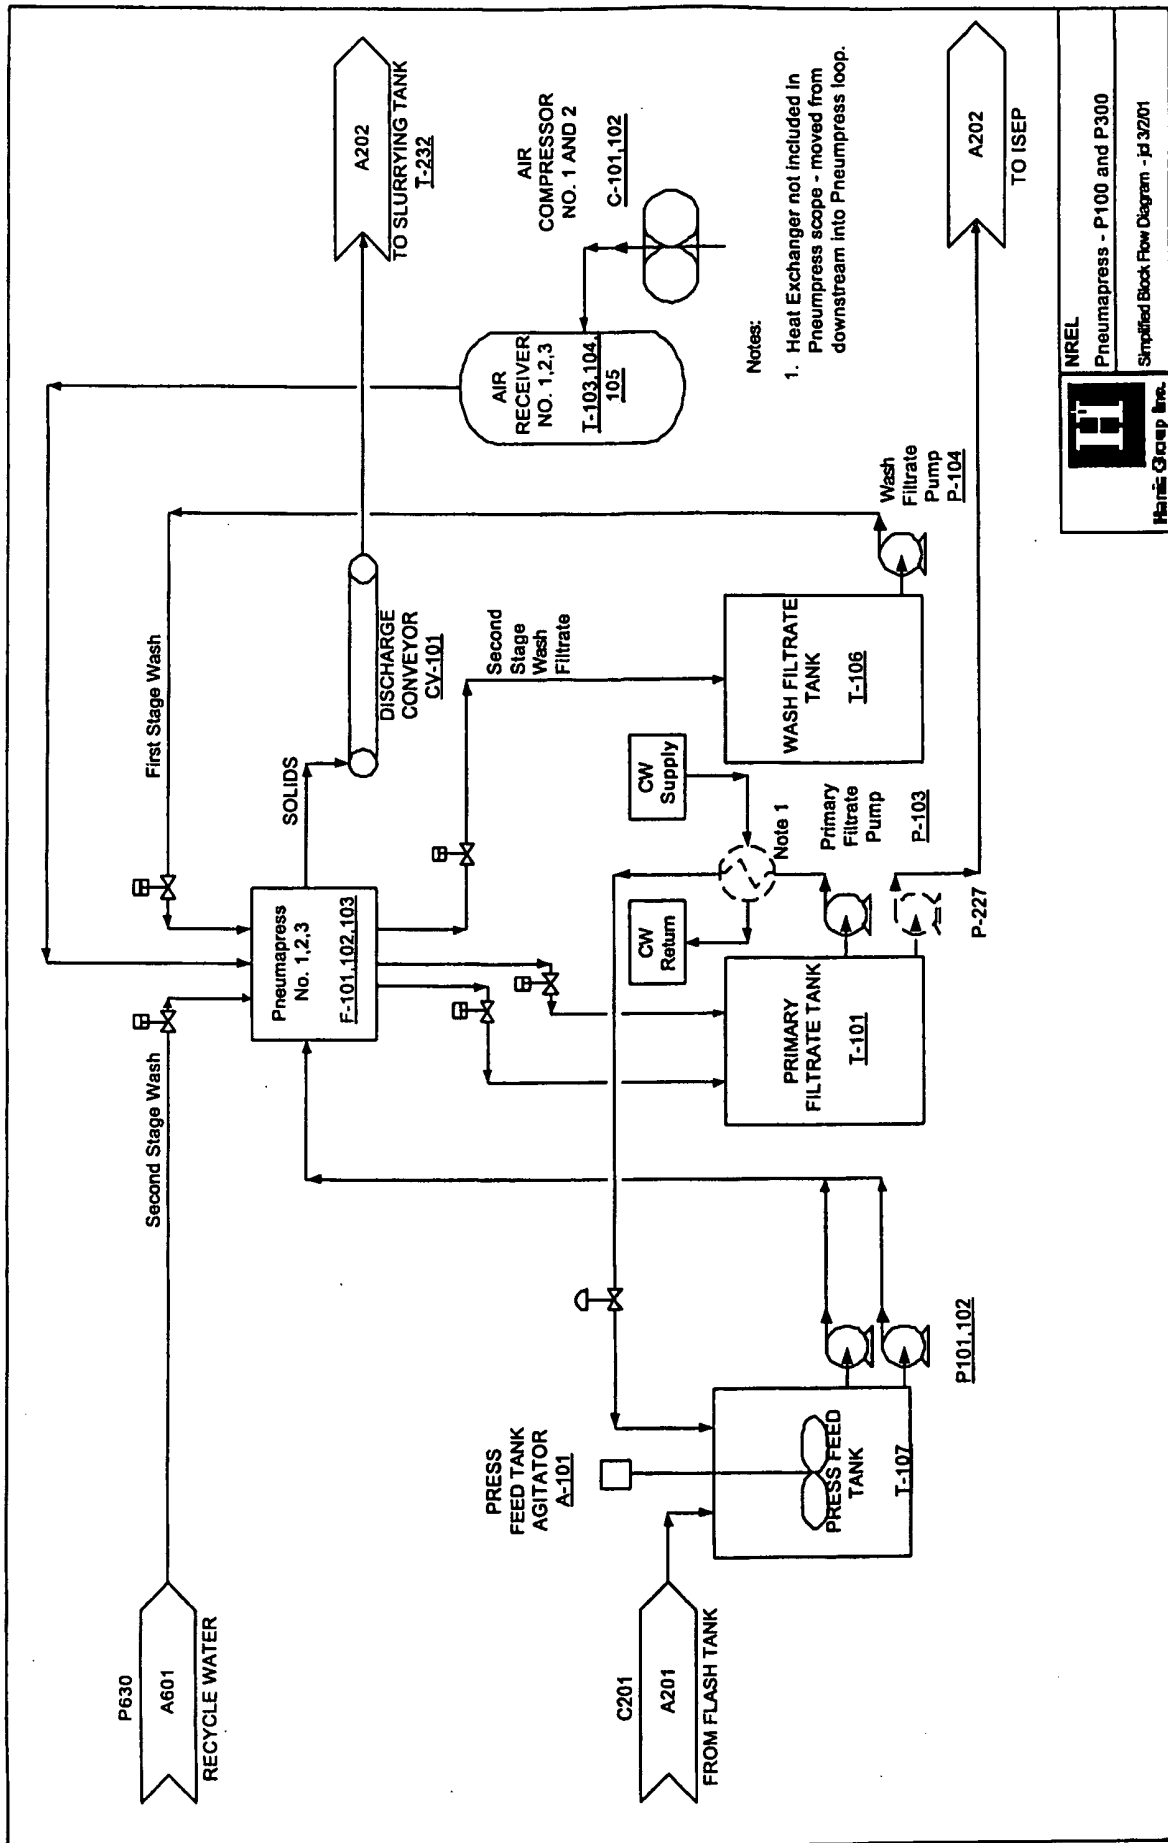 P630
A601
RECYCLE WATER
Second Stage Wash
First Stage Wash
Pneumapress
No. 1,2,3
F-101,102,103
SOLIDS
DISCHARGE
CONVEYOR
CV-101
A202
TO SLURRYING TANK
T-232
AIR
COMPRESSOR
NO. 1 AND 2
C-101,102
AIR
RECEIVER
NO. 1,2,3
T-103,104,
105
Second
Stage
Wash
Filtrate
C201
A201
FROM FLASH TANK
PRESS
FEED TANK
AGITATOR
A-101
PRESS FEED
TANK
T-107
P101,102
PRIMARY
FILTRATE TANK
T-101
CW
Return
CW
Supply
Note 1
Primary
Filtrate
Pump
P-103
P-227
WASH FILTRATE
TANK
T-106
Wash
Filtrate
Pump
P-104
Notes:
1. Heat Exchanger not included in
Pneumpress scope - moved from
downstream into Pneumpress loop.
A202
TO ISEP
Harris Group Inc.
NREL
Pneumapress - P100 and P300
Simplified Block Flow Diagram - jd 3/2/01